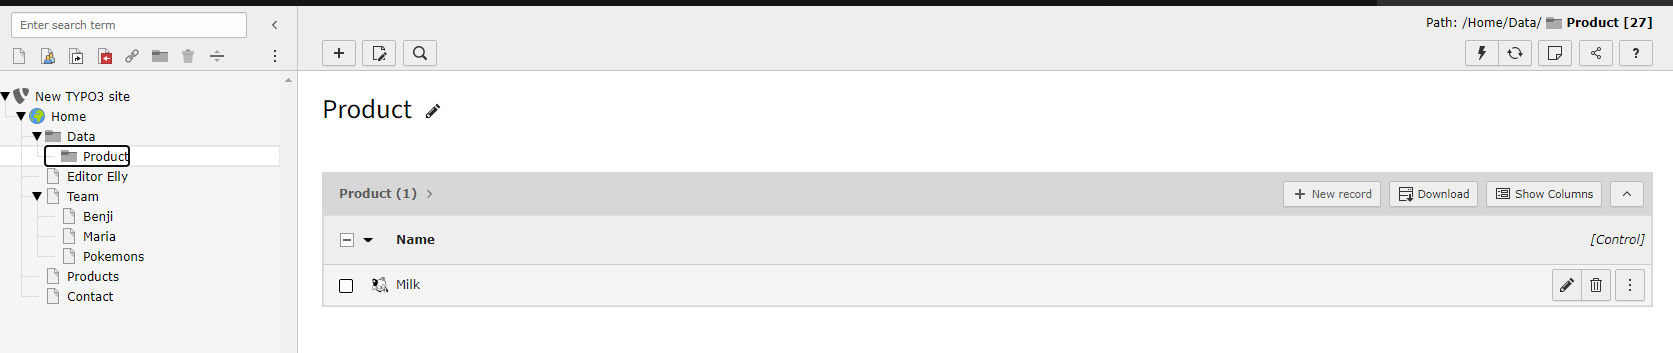 Enter search term
Path: /Home/Data/ Product [27]
New TYPO3 site
Home
Data
Product
Editor Elly
Team
Benji
Maria
Pokemons
Products
Contact
Product
Product (1)
New record
Download
Show Columns
Name
[Control]
Milk